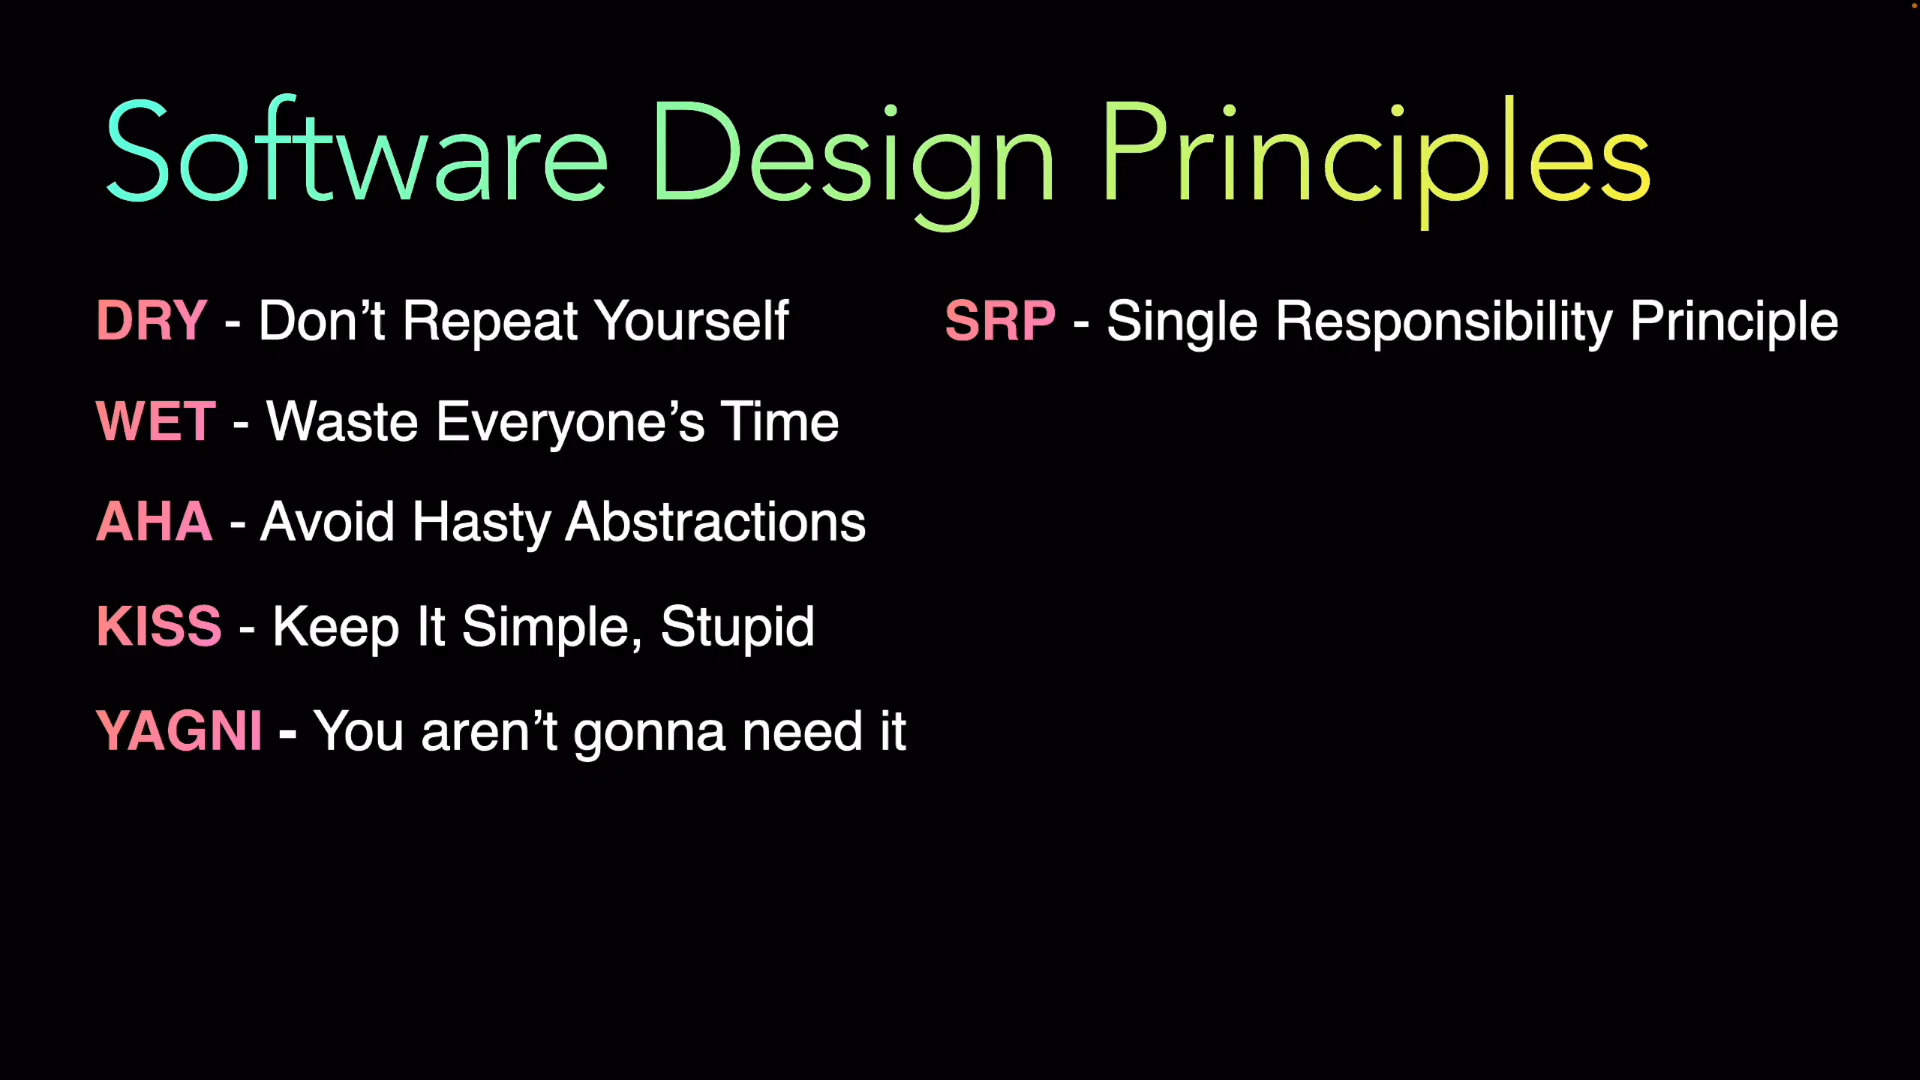 Software Design Principles
DRY - Don’t Repeat Yourself
WET - Waste Everyone’s Time
AHA - Avoid Hasty Abstractions
KISS - Keep It Simple, Stupid
YAGNI - You aren’t gonna need it
SRP - Single Responsibility Principle